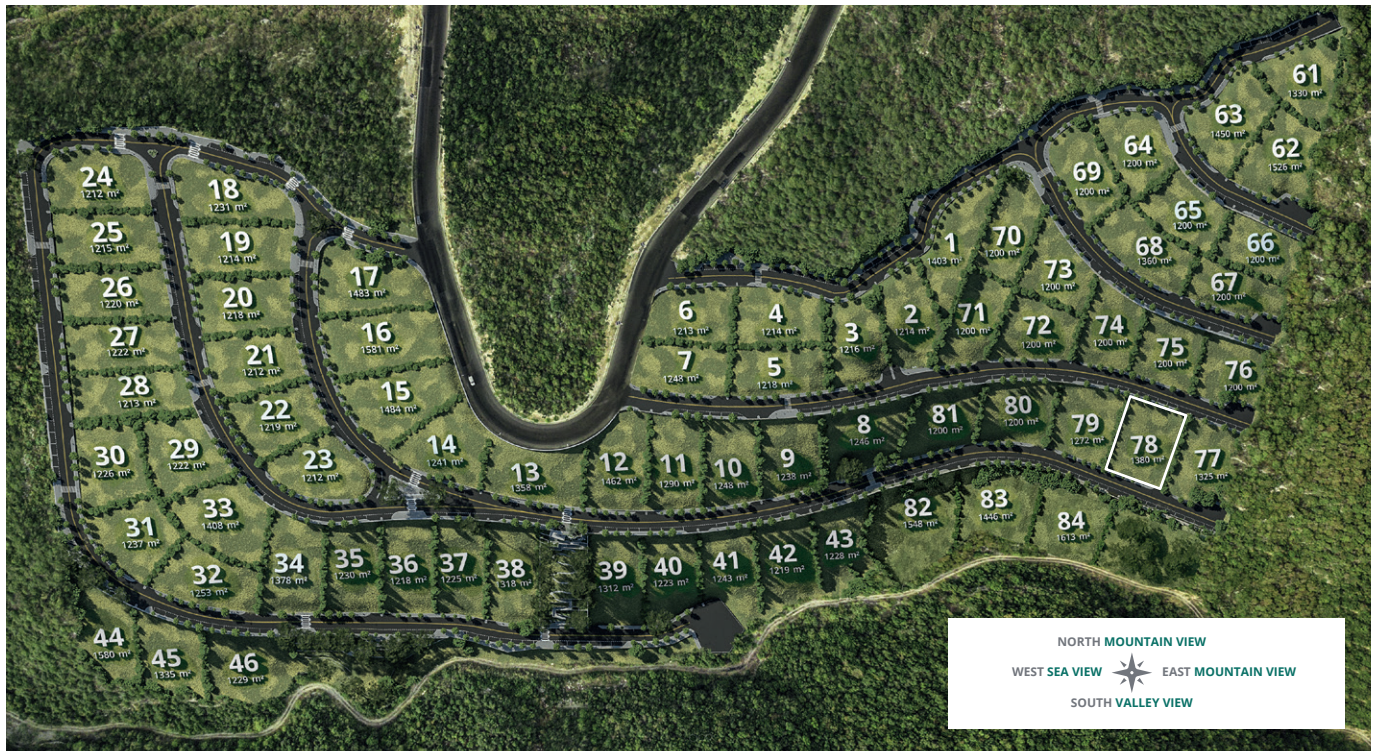 61
1330 m²
63
1450 m²
64
1200 m²
62
1526 m²
69
1200 m²
24
1212 m²
18
1231 m²
65
1200 m²
25
1215 m²
19
1214 m²
1
1403 m²
70
1200 m²
68
1360 m²
66
1200 m²
17
1483 m²
73
1200 m²
67
1200 m²
26
1220 m²
20
1218 m²
6
1213 m²
4
1214 m²
3
1216 m²
2
1214 m²
71
1200 m²
72
1200 m²
74
1200 m²
75
1200 m²
76
1200 m²
27
1222 m²
21
1212 m²
16
1581 m²
7
1248 m²
5
1218 m²
28
1213 m²
22
1219 m²
15
1484 m²
30
1226 m²
29
1222 m²
23
1212 m²
14
1241 m²
13
1358 m²
12
1462 m²
11
1290 m²
10
1248 m²
9
1238 m²
8
1246 m²
81
1200 m²
80
1200 m²
79
1272 m²
78
1380 m²
77
1325 m²
31
1237 m²
33
1408 m²
82
1548 m²
83
1446 m²
84
1613 m²
32
1253 m²
34
1378 m²
35
1230 m²
36
1218 m²
37
1225 m²
38
318 m²
39
1312 m²
40
1223 m²
41
1243 m²
42
1219 m²
43
1228 m²
44
1580 m²
45
1335 m²
46
1229 m²
NORTH MOUNTAIN VIEW
WEST SEA VIEW EAST MOUNTAIN VIEW
SOUTH VALLEY VIEW